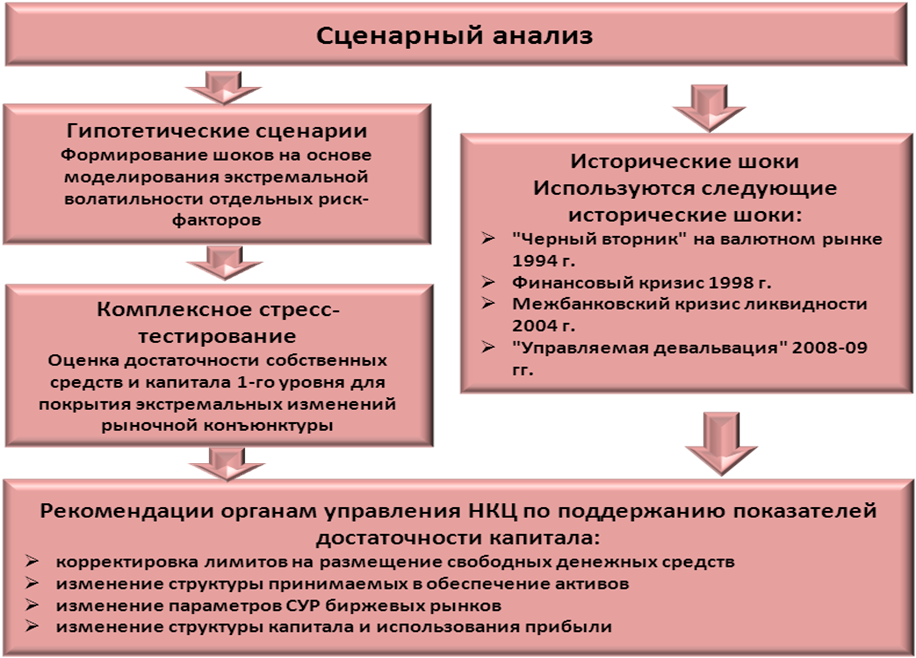 Сценарный анализ
Гипотетические сценарии
Формирование шоков на основе
моделирования экстремальной
волатильности отдельных риск-
факторов
Комплексное стресс-
тестирование
Оценка достаточности собственных
средств и капитала 1-го уровня для
покрытия экстремальных изменений
рыночной конъюнктуры
Исторические шоки
Используются следующие
исторические шоки:
"Черный вторник" на валютном рынке
1994 г.
Финансовый кризис 1998 г.
Межбанковский кризис ликвидности
2004 г.
"Управляемая девальвация" 2008-09
гг.
Рекомендации органам управления НКЦ по поддержанию показателей
достаточности капитала:
корректировка лимитов на размещение свободных денежных средств
изменение структуры принимаемых в обеспечение активов
изменение параметров СУР биржевых рынков
изменение структуры капитала и использования прибыли